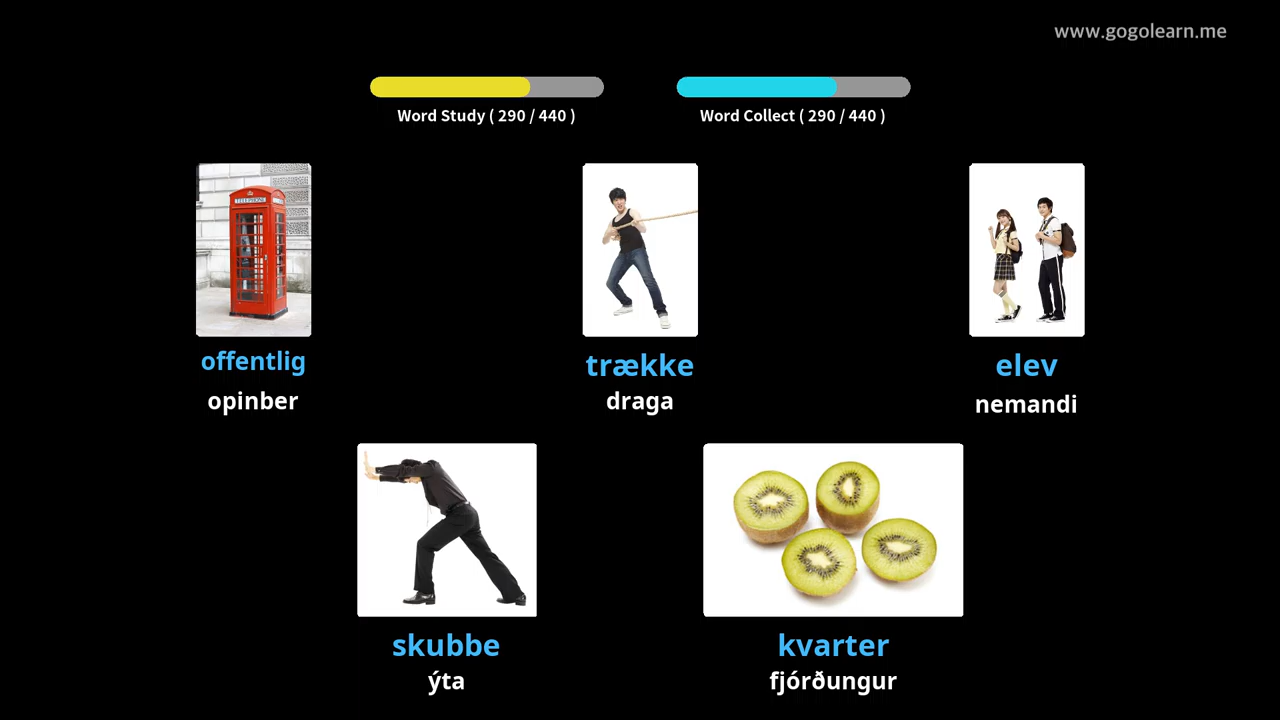 www.gogolearn.me
Word Study ( 290 / 440 )
Word Collect ( 290 / 440 )
TELEPHONE
offentlig
opinber
trække
draga
elev
nemandi
skubbe
ýta
kvarter
fjórðungur